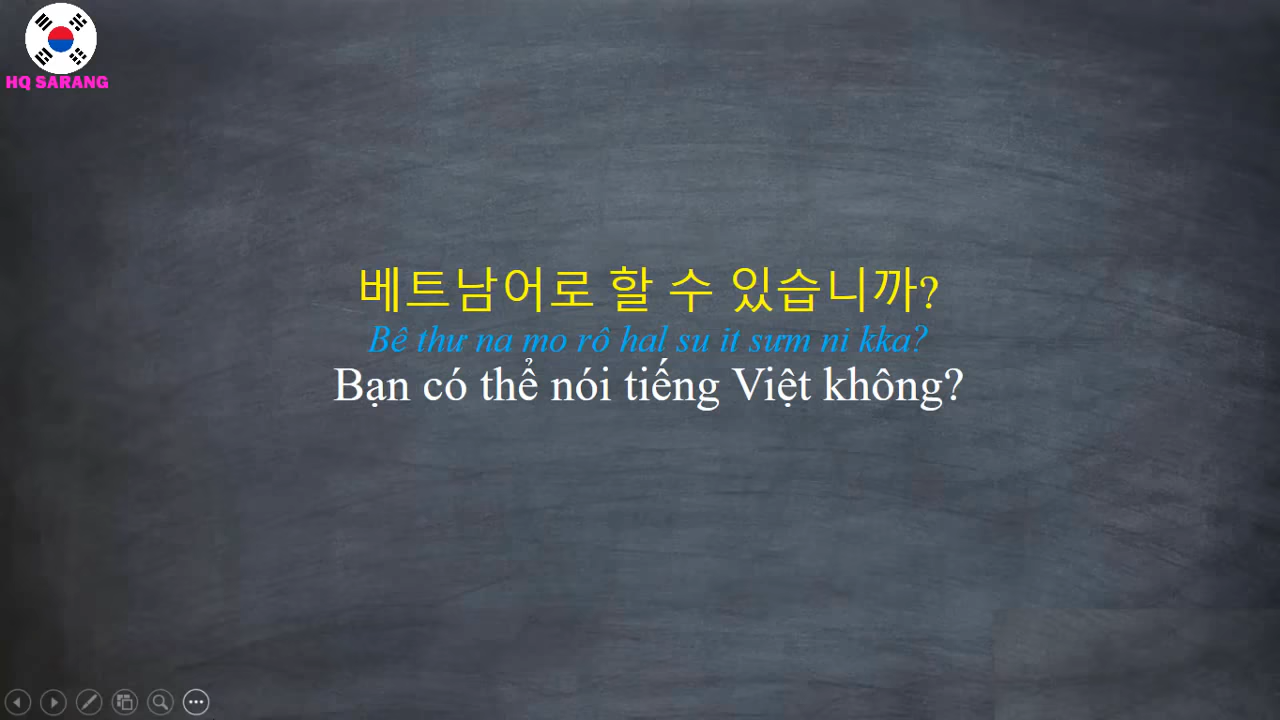 HQ SARANG
베트남어로 할 수 있습니까?
Bê thư na mo rô hal su it sưm ni kka?
Bạn có thể nói tiếng Việt không?